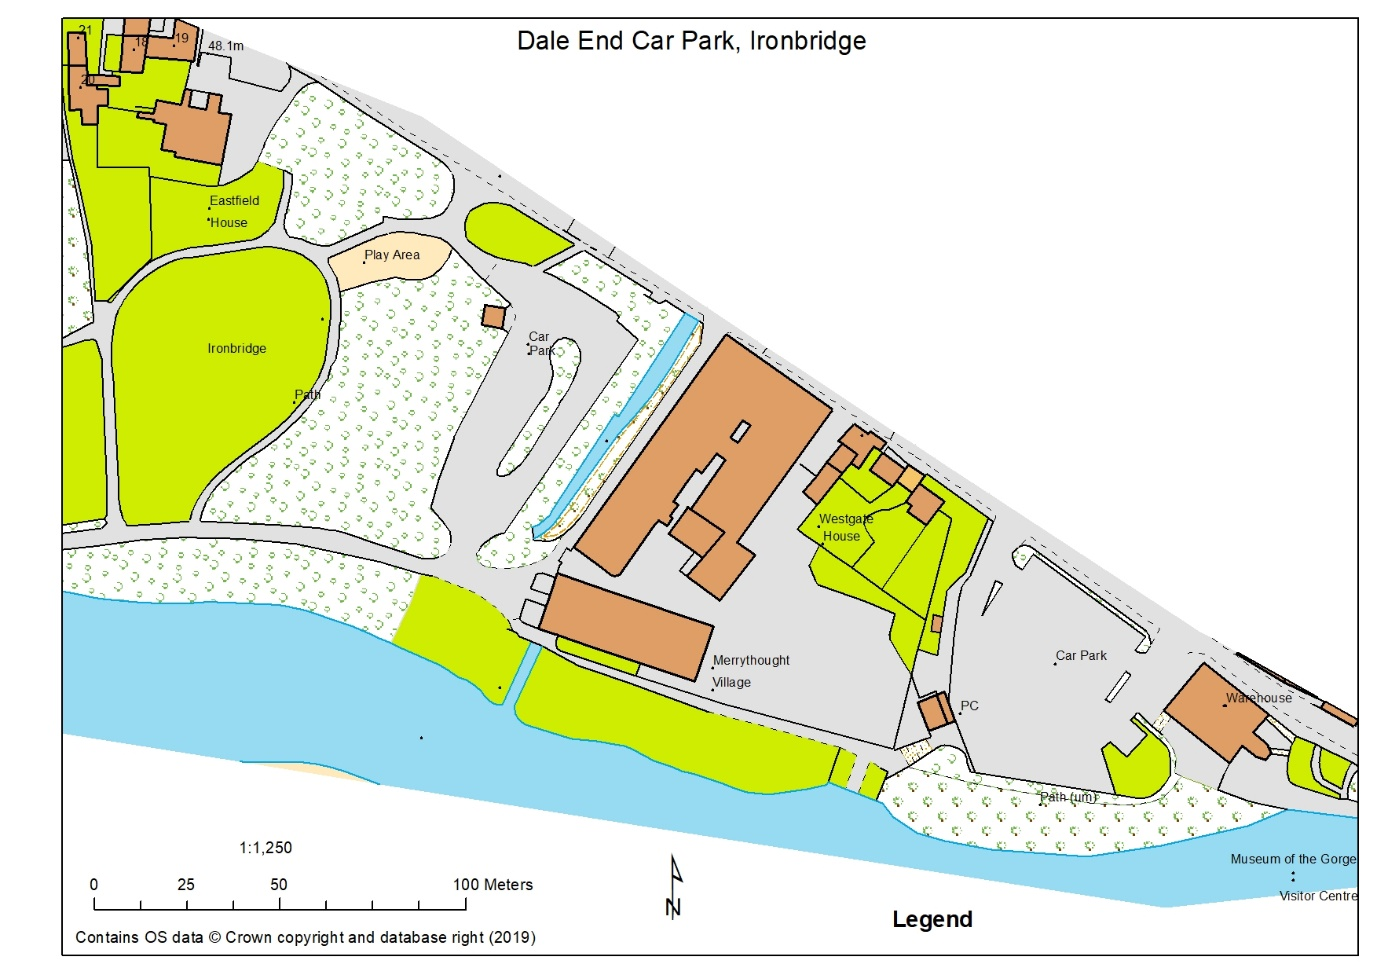 Dale End Car Park, Ironbridge
21
18
19
48.1m
20
Eastfield
House
Play Area
Ironbridge
Car
Park
Path
Westgate
House
Merrythought
Village
Car Park
PC
Warehouse
Path (um)
1:1,250
0 25 50 100 Meters
N
Legend
Museum of the Gorge
Visitor Centre
Contains OS data © Crown copyright and database right (2019)